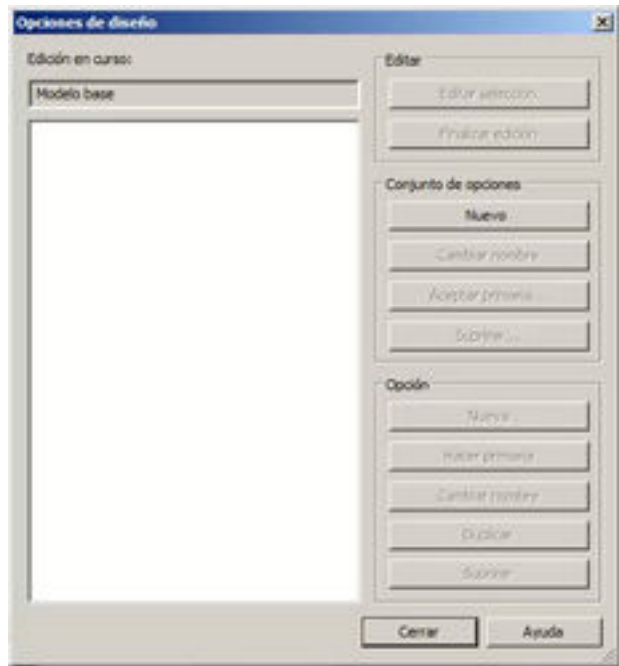 Opciones de diseño
Edición en curso:
Modelo base
Editar
Editar selección
Finalizar edición
Conjunto de opciones
Nuevo
Cambiar nombre
Aceptar primaria ...
Suprimir ...
Opción
Nueva...
Hacer primaria
Cambiar nombre
Duplicar
Suprimir
Cerrar
Ayuda